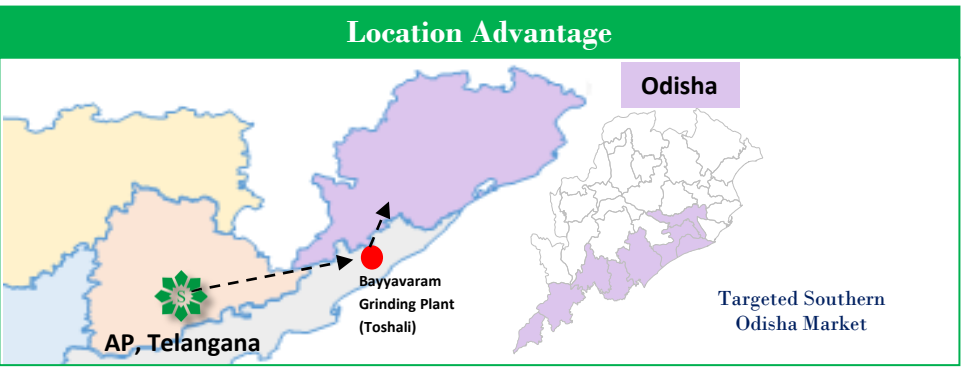 Location Advantage
Odisha
S
Bayyavaram
Grinding Plant
(Toshali)
AP, Telangana
Targeted Southern
Odisha Market